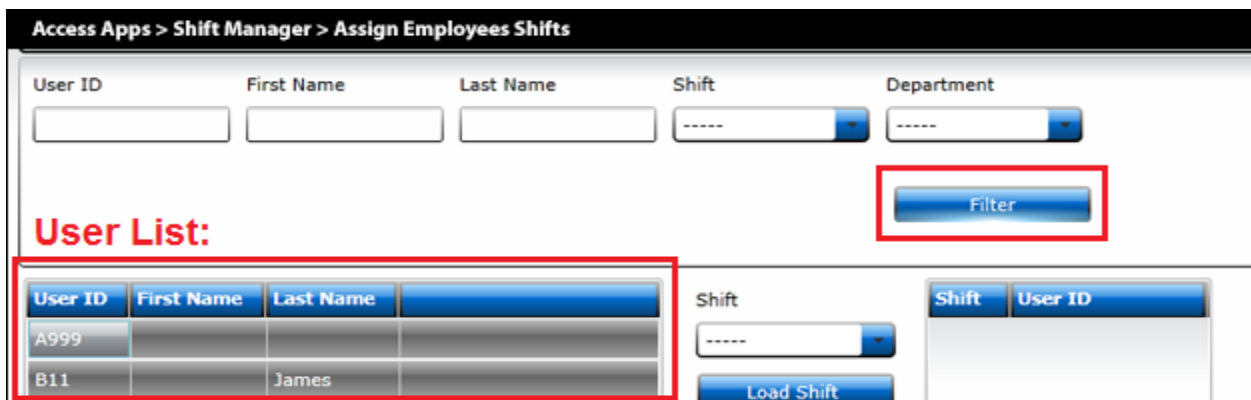 Access Apps > Shift Manager > Assign Employees Shifts
User ID First Name Last Name Shift Department
----- -----
Filter
User List:
User ID First Name Last Name Shift Shift User ID
A999 -----
B11 James Load Shift